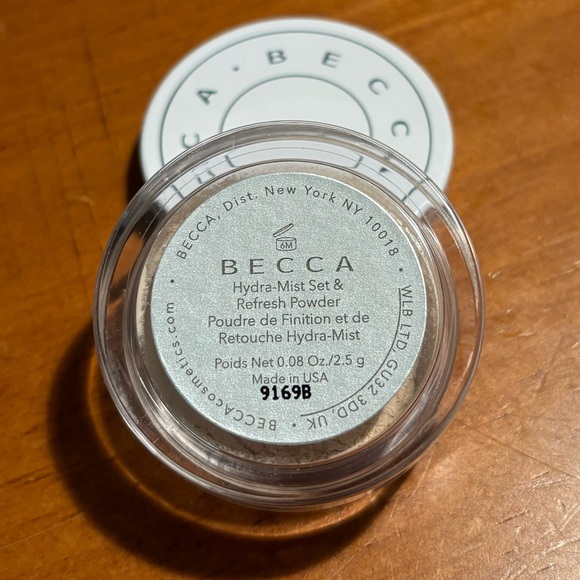 CA · BECC
BECCA, Dist. New York NY 10018 ·
6M
BECCA
Hydra-Mist Set &
Refresh Powder
Poudre de Finition et de
Retouche Hydra-Mist
Poids Net 0.08 Oz./2.5 g
Made in USA
9169B
WLB LTD, GU32 3DD, UK ·
BECCAcosmetics.com ·